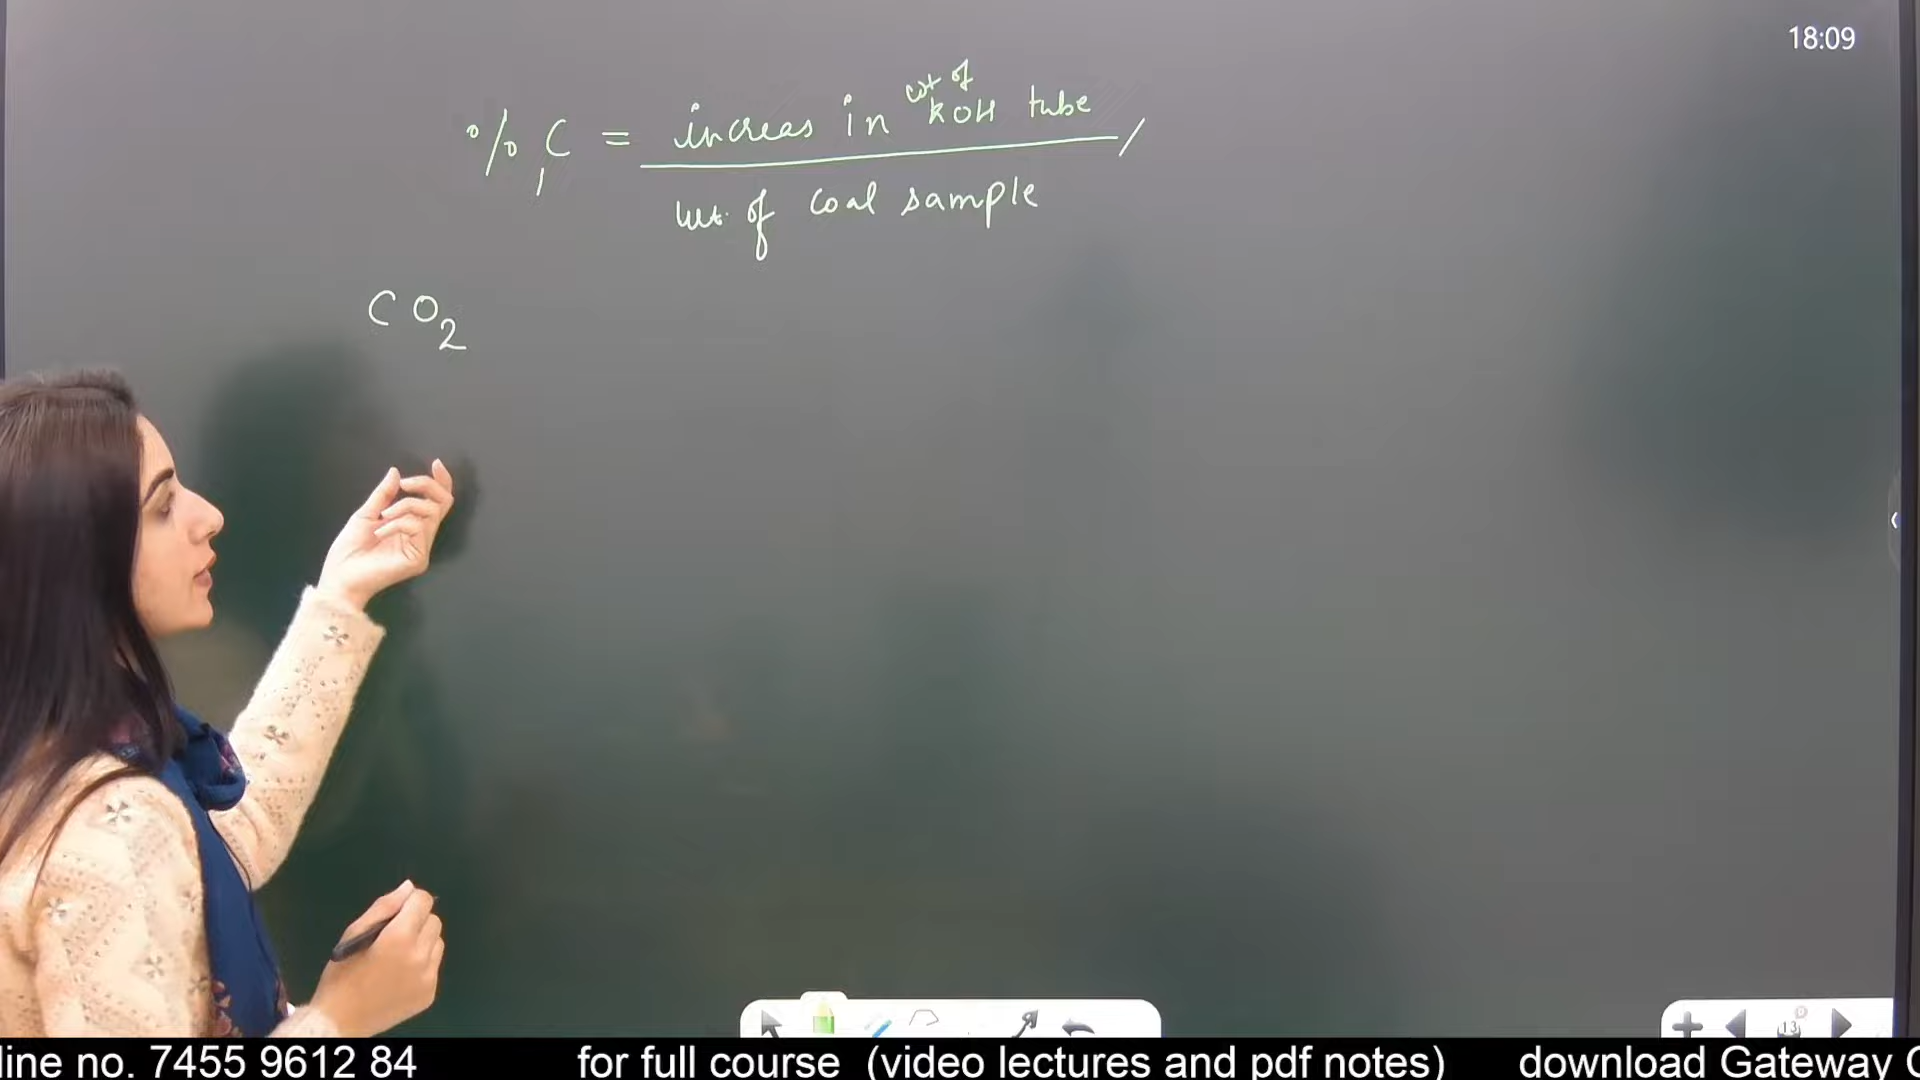 18:09
% C = increas in wt of KOH tube /
wt. of coal sample
CO2
13
line no. 7455 9612 84 for full course (video lectures and pdf notes) download Gateway C